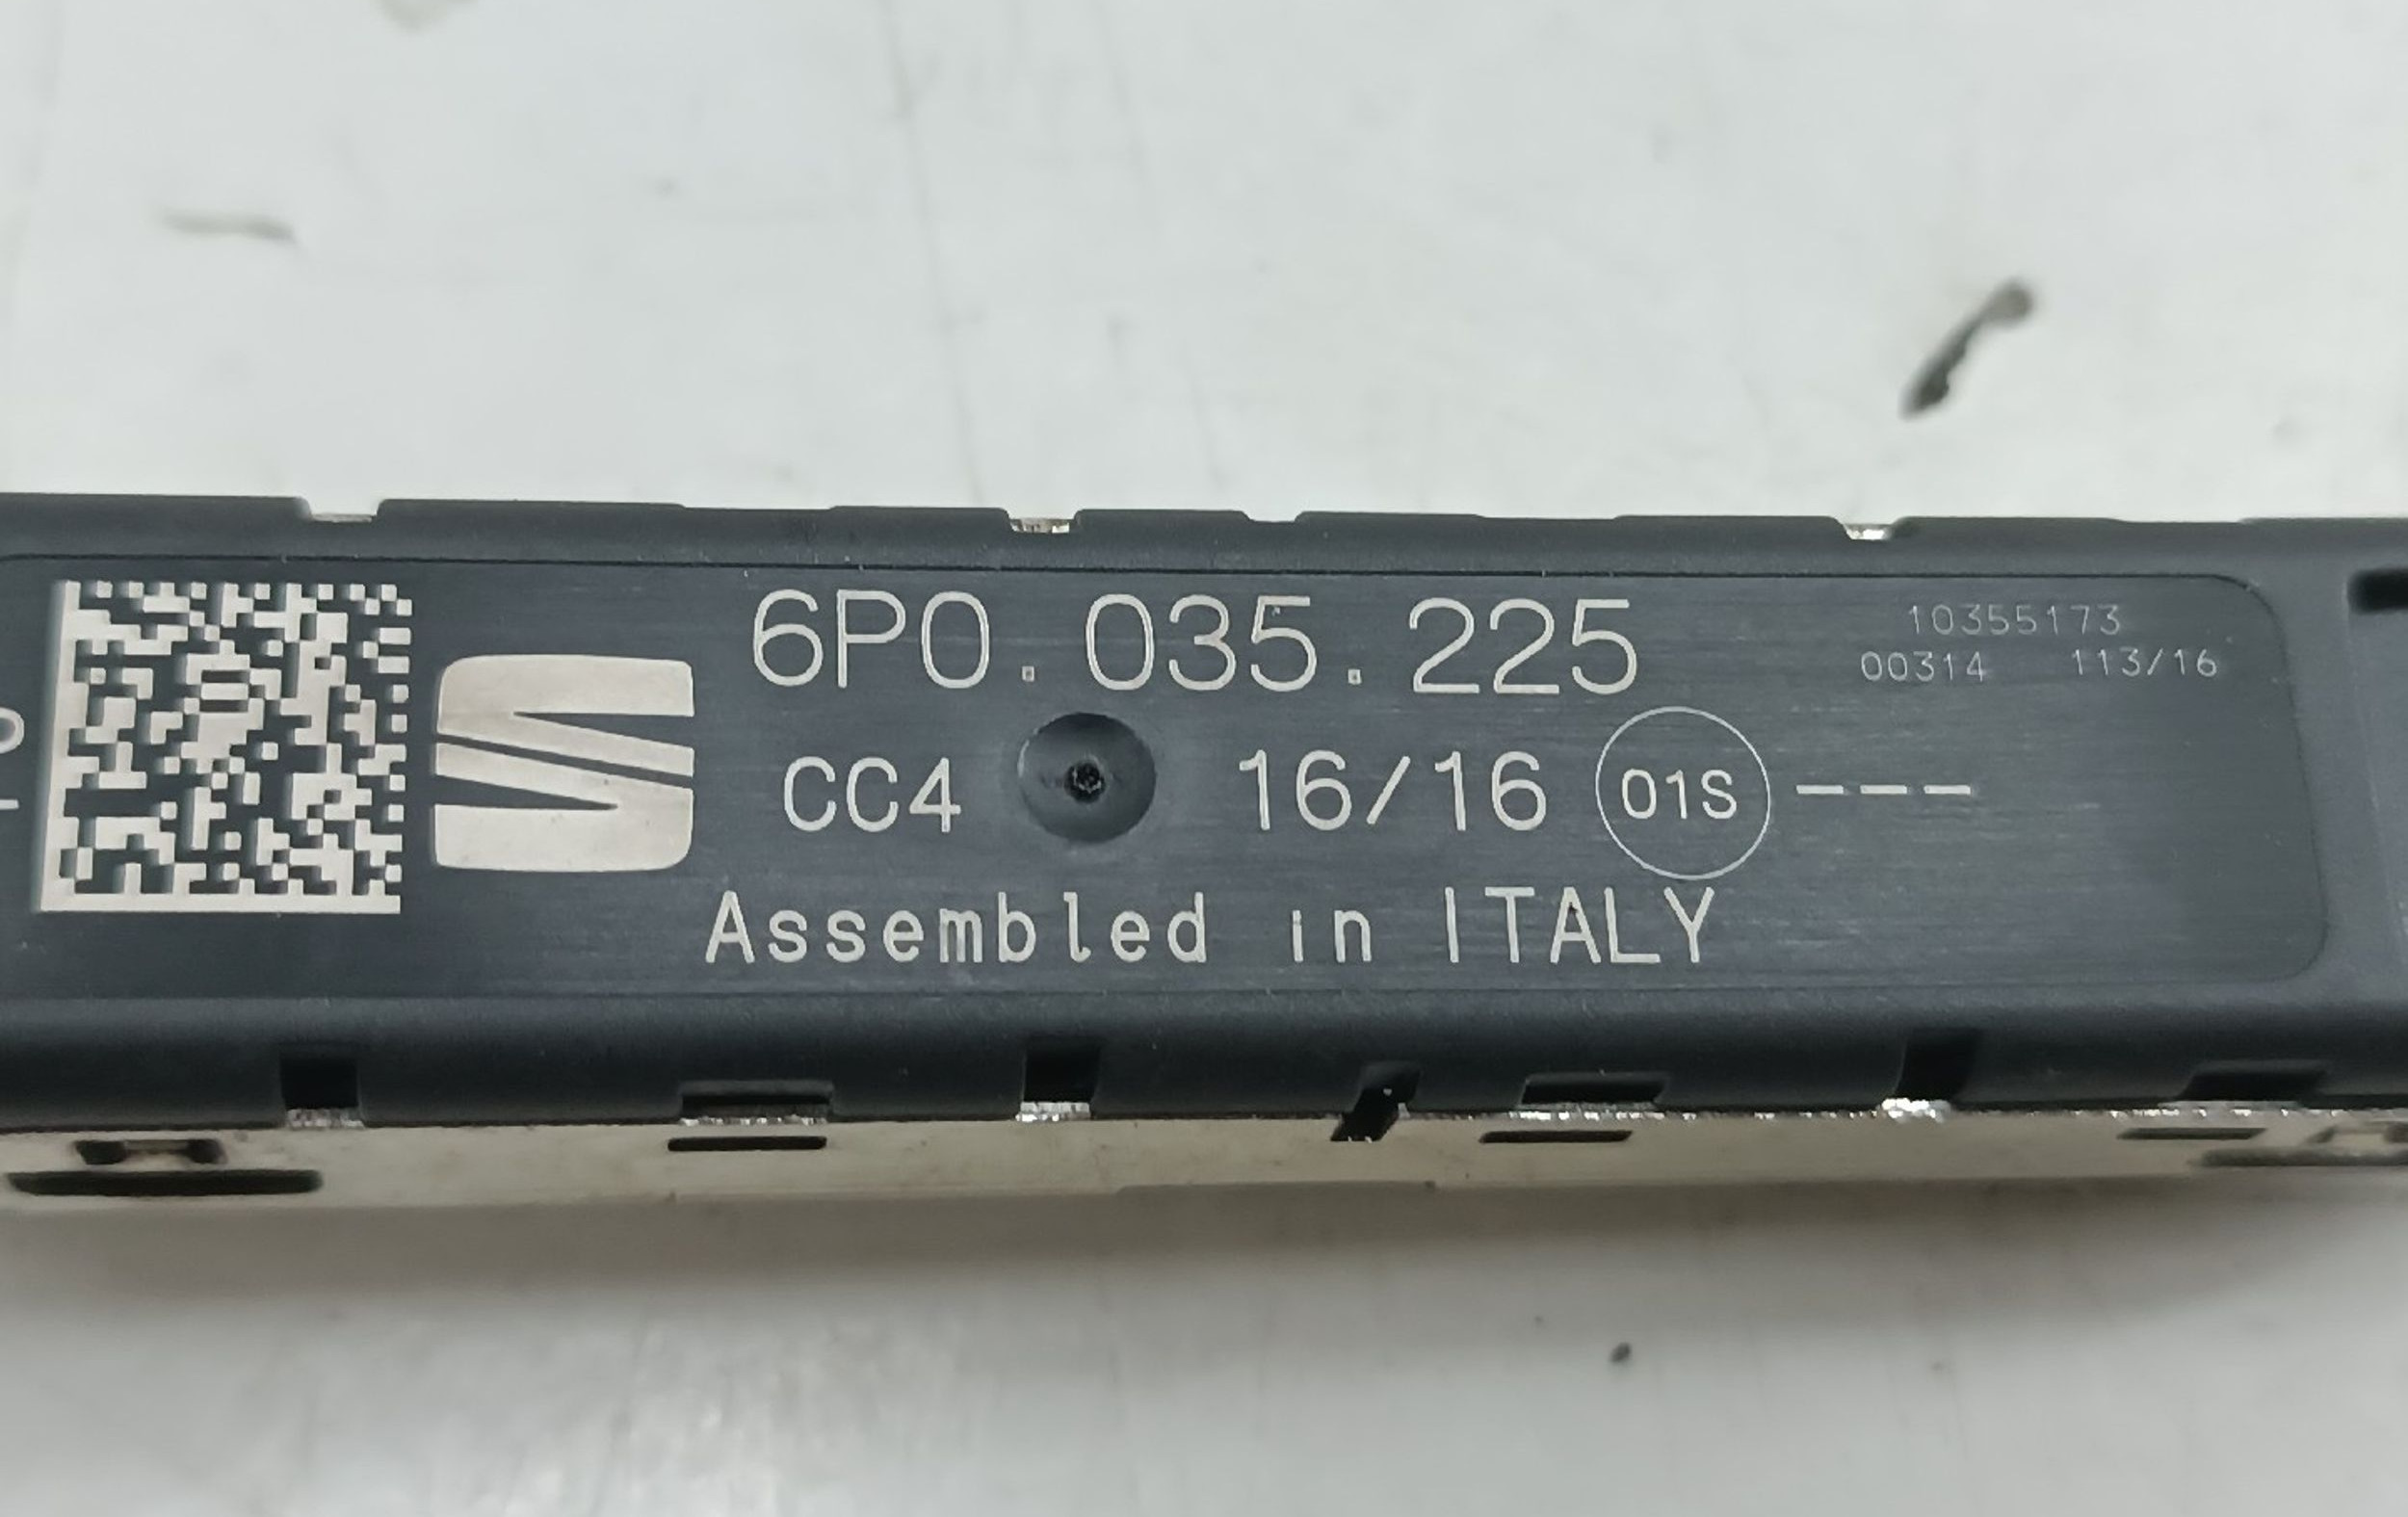 6P0.035.225
10355173
00314 113/16
CC4 16/16 01S ---
Assembled in ITALY